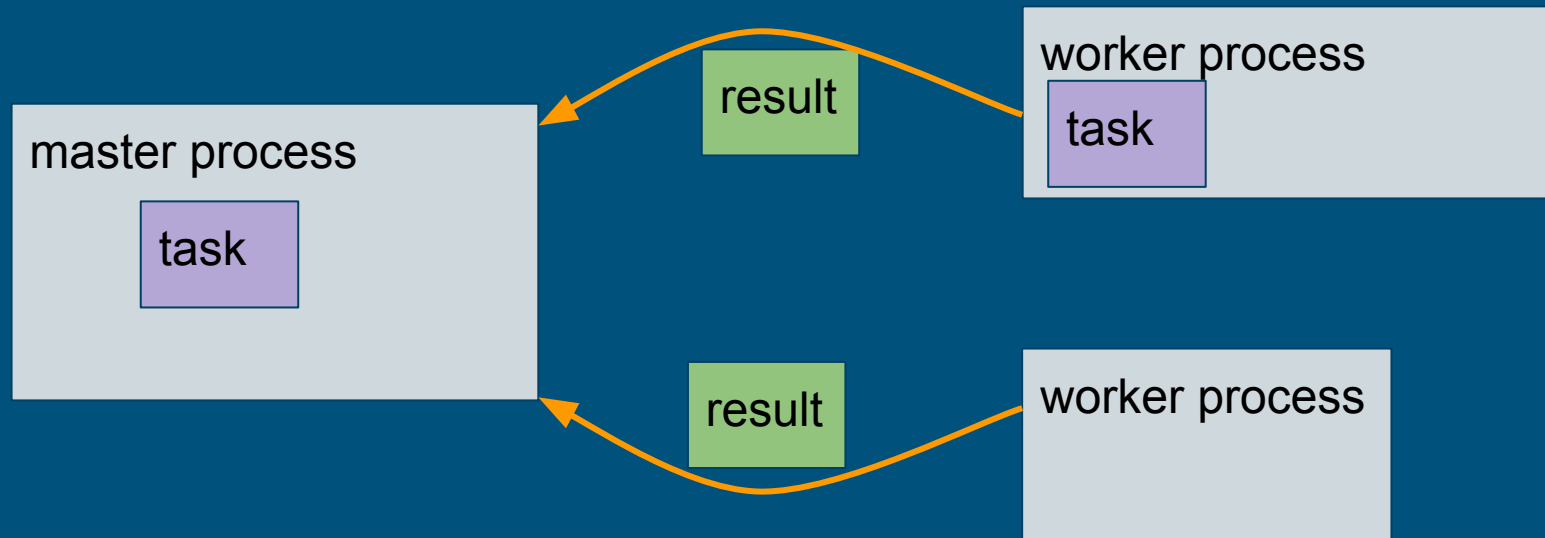 master process
task
result
worker process
task
result
worker process